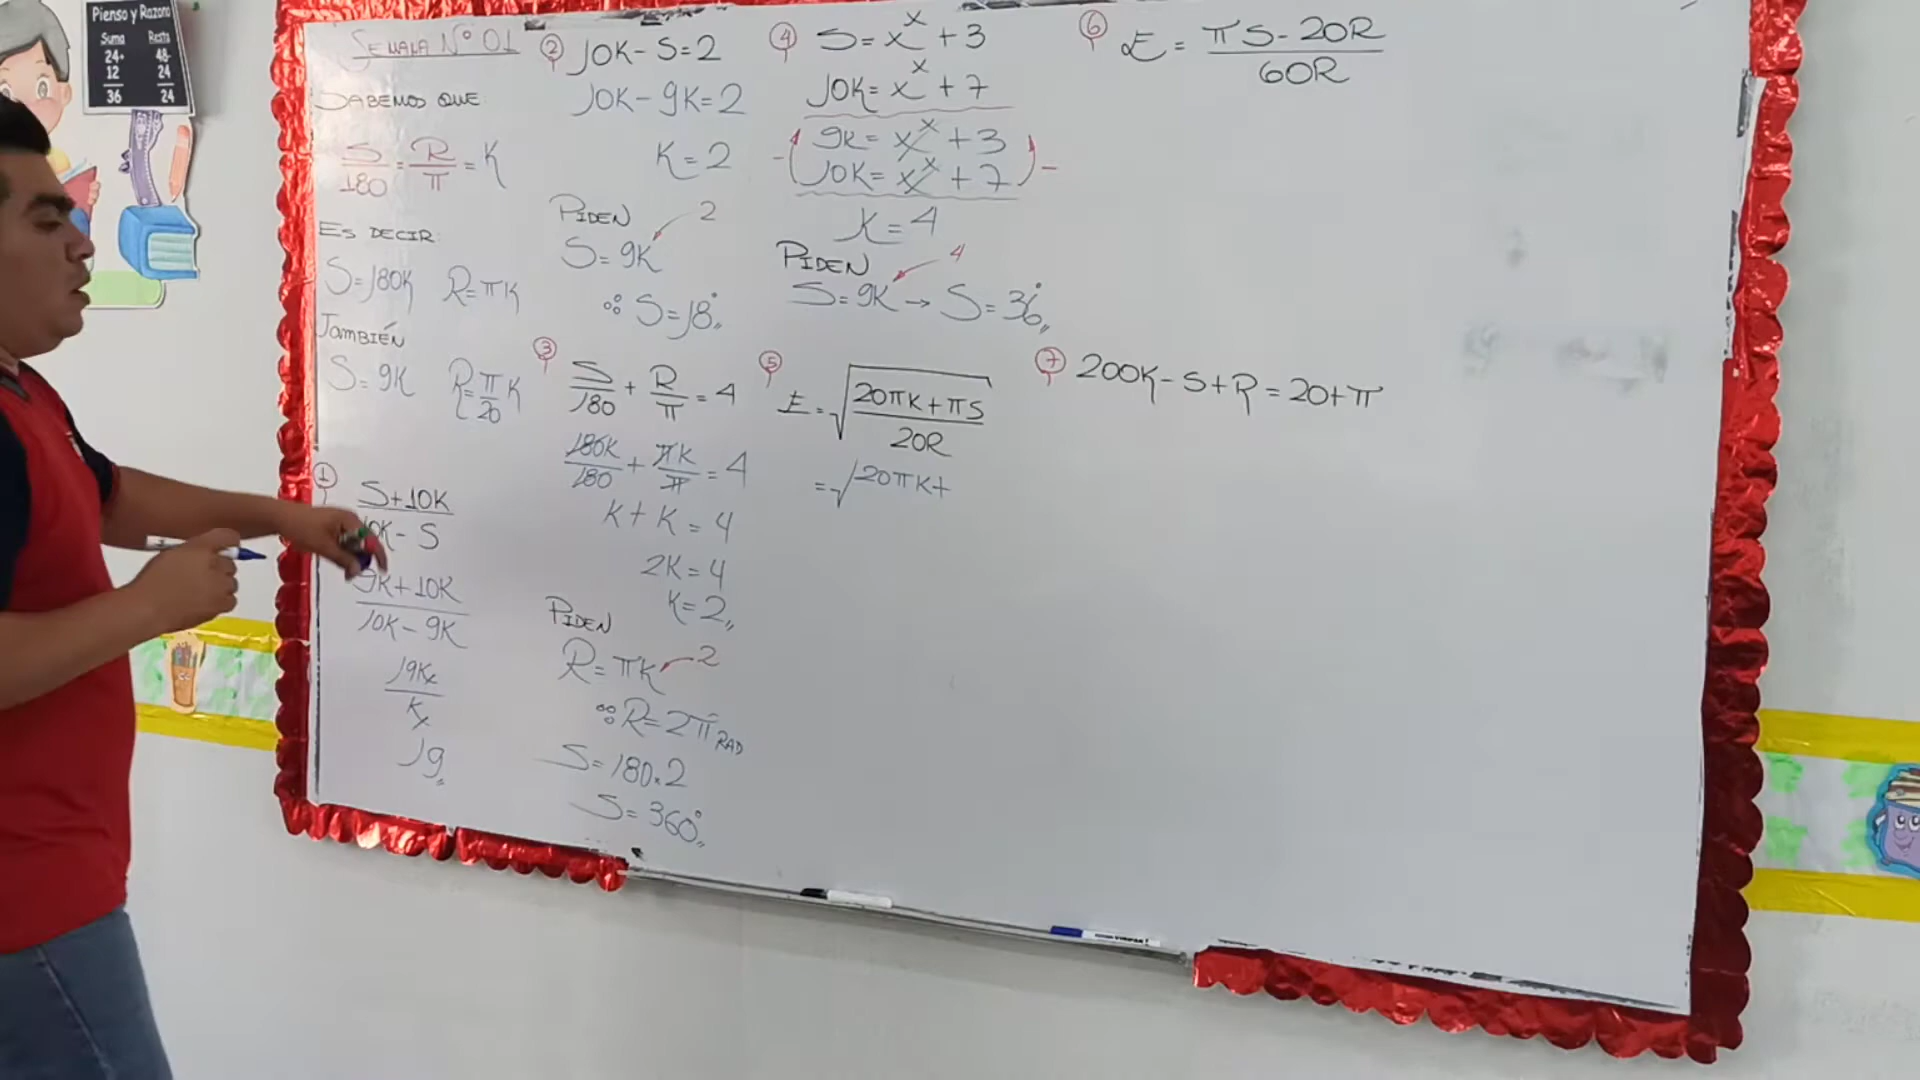 Pienso y Razono
Suma Resta
24+ 48-
12 24
36 24
SEMANA N° 01
SABEMOS QUE:
S/180 = R/π = K
ES DECIR:
S=180K R=πK
TAMBIÉN
S=9K R=π/20 K
①
S+10K
10K-S
9K+10K
10K-9K
19K
K
19
② 10K-S=2
10K-9K=2
K=2
PIDEN
2
S=9K
∴ S=18°
③ S/180 + R/π = 4
180K/180 + πK/π = 4
K+K=4
2K=4
K=2
PIDEN
R=πK 2
∴ R=2π RAD
S=180.2
S=360°
④ S=x^x+3
10K=x^x+7
9K=x^x+3
10K=x^x+7
K=4
PIDEN
4
S=9K → S=36°
⑤ E=√((20πK+πS)/20R)
=√20πK+
⑥ E = (πS-20R)/60R
⑦ 200K-S+R=20+π